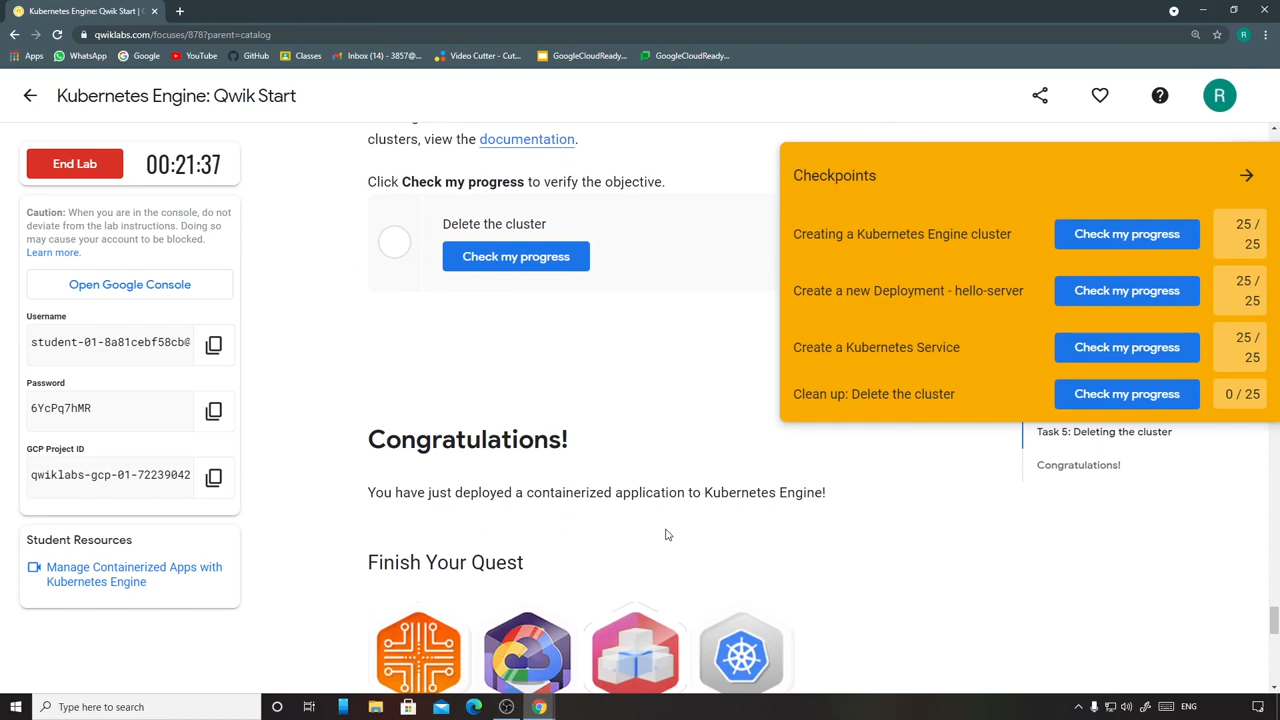 Kubernetes Engine: Qwik Start | C
qwiklabs.com/focuses/878?parent=catalog
R
Apps
WhatsApp
Google
YouTube
GitHub
Classes
Inbox (14) - 3857@...
Video Cutter - Cut...
GoogleCloudReady...
GoogleCloudReady...
Kubernetes Engine: Qwik Start
R
End Lab
00:21:37
Caution: When you are in the console, do not
deviate from the lab instructions. Doing so
may cause your account to be blocked.
Learn more.
Open Google Console
Username
student-01-8a81cebf58cb@
Password
6YcPq7hMR
GCP Project ID
qwiklabs-gcp-01-72239042
Student Resources
Manage Containerized Apps with
Kubernetes Engine
clusters, view the documentation.
Click Check my progress to verify the objective.
Delete the cluster
Check my progress
Congratulations!
You have just deployed a containerized application to Kubernetes Engine!
Finish Your Quest
Checkpoints
Creating a Kubernetes Engine cluster
Check my progress
25 /
25
Create a new Deployment - hello-server
Check my progress
25 /
25
Create a Kubernetes Service
Check my progress
25 /
25
Clean up: Delete the cluster
Check my progress
0 / 25
Task 5: Deleting the cluster
Congratulations!
Type here to search
ENG